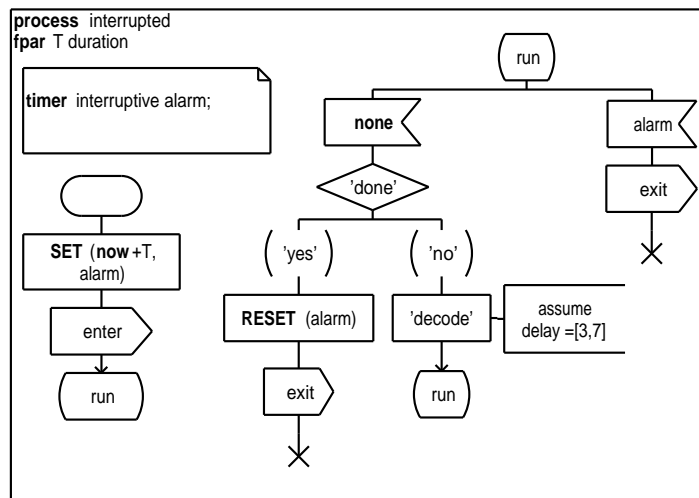 process interrupted
fpar T duration
timer interruptive alarm;
SET (now +T,
alarm)
enter
run
run
none
alarm
'done'
exit
'yes'
'no'
RESET (alarm)
'decode'
assume
delay =[3,7]
exit
run